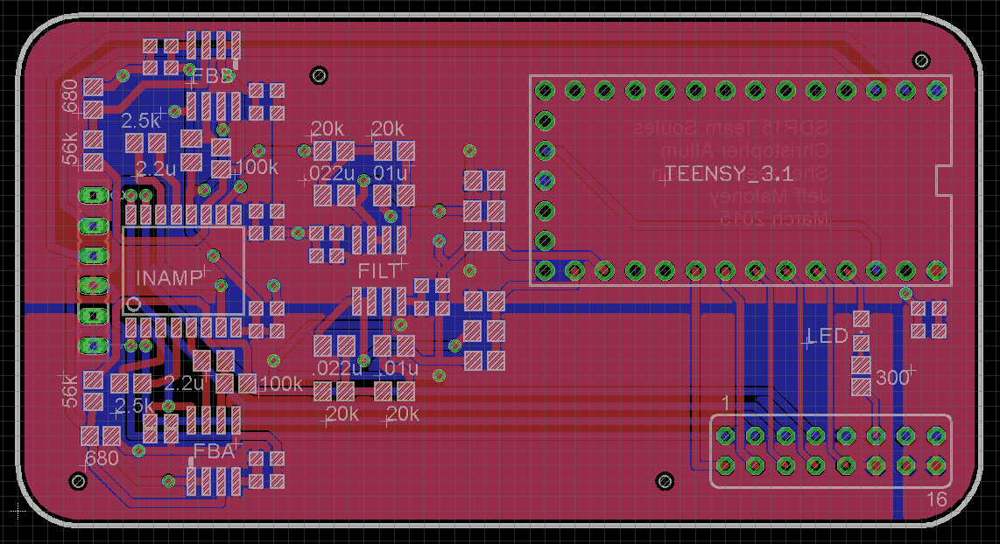 FBB
680
2.5k
56k
2.2u
100k
20k
20k
.022u
.01u
SDP15 Team Soules
Christopher Allum
TEENSY_3.1
Jeff Maloney
March 2015
INAMP
FILT
LED
.022u
.01u
300
56k
2.2u
100k
2.5k
20k
20k
1
680
FBA
16